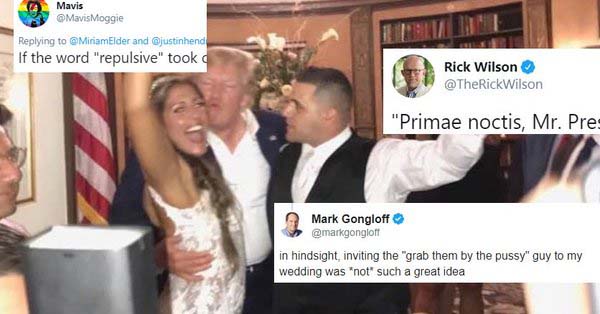 Mavis
@MavisMoggie
Replying to @MiriamElder and @justinhend
If the word "repulsive" took
Rick Wilson
@TheRickWilson
"Primae noctis, Mr. Pres
Mark Gongloff
@markgongloff
in hindsight, inviting the "grab them by the pussy" guy to my
wedding was *not* such a great idea